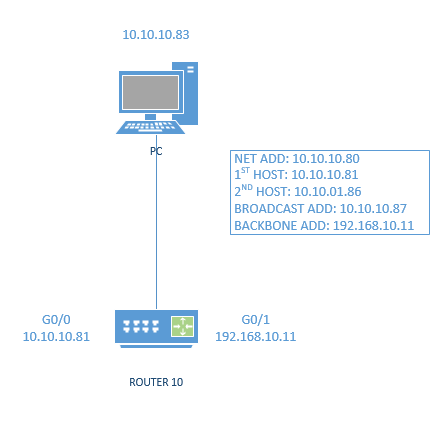 10.10.10.83
PC
NET ADD: 10.10.10.80
1ST HOST: 10.10.10.81
2ND HOST: 10.10.01.86
BROADCAST ADD: 10.10.10.87
BACKBONE ADD: 192.168.10.11
G0/0
10.10.10.81
G0/1
192.168.10.11
ROUTER 10